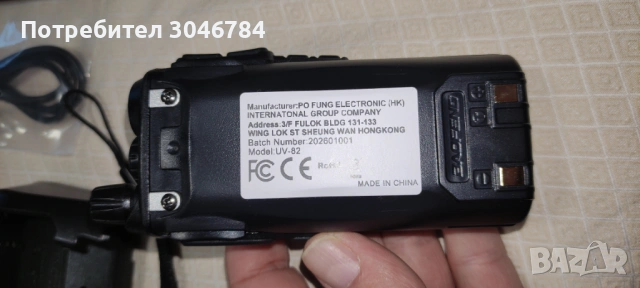 Потребител 3046784
Manufacturer:PO FUNG ELECTRONIC (HK)
INTERNATONAL GROUP COMPANY
Address:3/F FULOK BLDG 131-133
WING LOK ST SHEUNG WAN HONGKONG
Batch Number:202601001
Model:UV-82
FC CE
MADE IN CHINA
BAOFENG
BAZAR